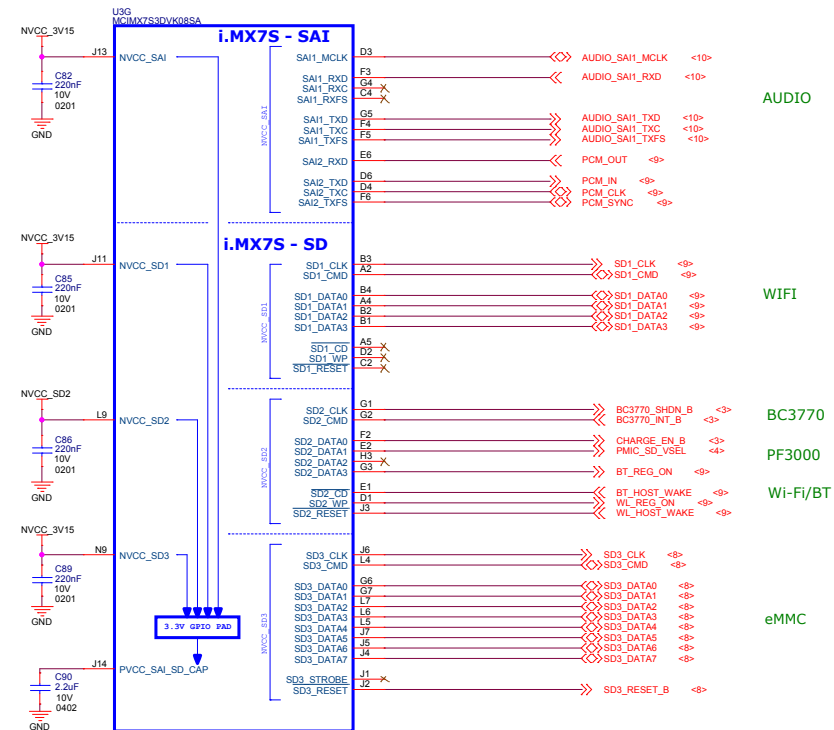 U3G
MCIMX7S3DVK08SA
i.MX7S - SAI
NVCC_3V15
J13
NVCC_SAI
C82
220nF
10V
0201
GND
NVCC_SAI
SAI1_MCLK D3 AUDIO_SAI1_MCLK <10>
SAI1_RXD F3 AUDIO_SAI1_RXD <10>
SAI1_RXC G4
SAI1_RXFS C4
AUDIO
SAI1_TXD G5 AUDIO_SAI1_TXD <10>
SAI1_TXC F4 AUDIO_SAI1_TXC <10>
SAI1_TXFS F5 AUDIO_SAI1_TXFS <10>
SAI2_RXD E6 PCM_OUT <9>
SAI2_TXD D6 PCM_IN <9>
SAI2_TXC D4 PCM_CLK <9>
SAI2_TXFS F6 PCM_SYNC <9>
i.MX7S - SD
NVCC_3V15
J11
NVCC_SD1
C85
220nF
10V
0201
GND
NVCC_SD1
SD1_CLK B3 SD1_CLK <9>
SD1_CMD A2 SD1_CMD <9>
SD1_DATA0 B4 SD1_DATA0 <9>
SD1_DATA1 A4 SD1_DATA1 <9>
SD1_DATA2 B2 SD1_DATA2 <9>
SD1_DATA3 B1 SD1_DATA3 <9>
WIFI
SD1_CD A5
SD1_WP D2
SD1_RESET C2
NVCC_SD2
L9
NVCC_SD2
C86
220nF
10V
0201
GND
NVCC_SD2
SD2_CLK G1 BC3770_SHDN_B <3>
SD2_CMD G2 BC3770_INT_B <3>
BC3770
SD2_DATA0 F2 CHARGE_EN_B <3>
SD2_DATA1 E2 PMIC_SD_VSEL <4>
SD2_DATA2 H3
SD2_DATA3 G3 BT_REG_ON <9>
PF3000
SD2_CD E1 BT_HOST_WAKE <9>
SD2_WP D1 WL_REG_ON <9>
SD2_RESET J3 WL_HOST_WAKE <9>
Wi-Fi/BT
NVCC_3V15
N9
NVCC_SD3
C89
220nF
10V
0201
GND
3.3V GPIO PAD
NVCC_SD3
SD3_CLK J6 SD3_CLK <8>
SD3_CMD L4 SD3_CMD <8>
SD3_DATA0 G6 SD3_DATA0 <8>
SD3_DATA1 G7 SD3_DATA1 <8>
SD3_DATA2 L7 SD3_DATA2 <8>
SD3_DATA3 L6 SD3_DATA3 <8>
SD3_DATA4 L5 SD3_DATA4 <8>
SD3_DATA5 J7 SD3_DATA5 <8>
SD3_DATA6 J5 SD3_DATA6 <8>
SD3_DATA7 J4 SD3_DATA7 <8>
eMMC
SD3_STROBE J1
SD3_RESET J2 SD3_RESET_B <8>
J14
PVCC_SAI_SD_CAP
C90
2.2uF
10V
0402
GND